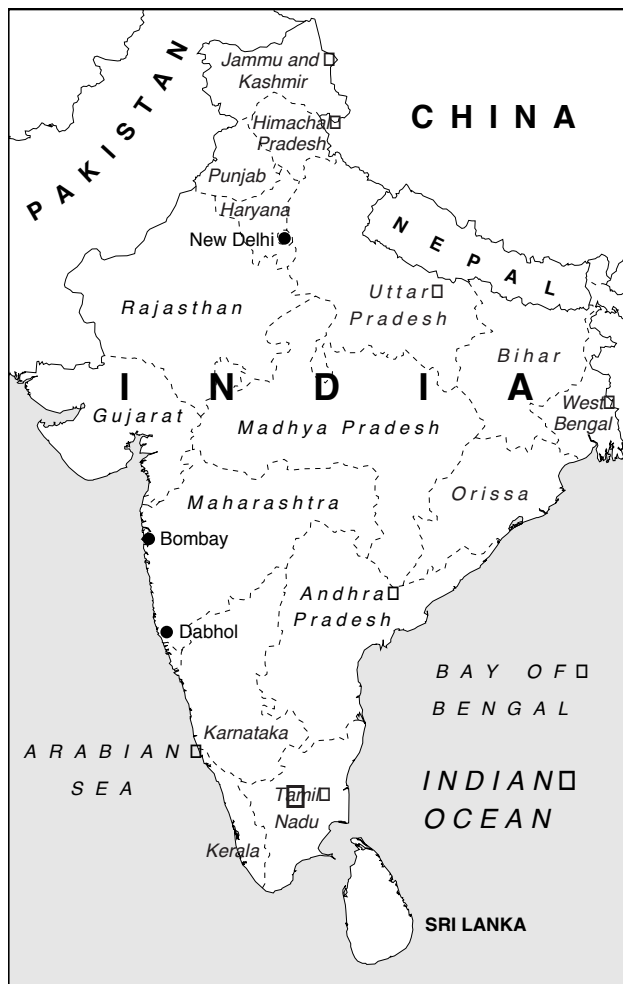 Jammu and
Kashmir
CHINA
PAKISTAN
Himachal
Pradesh
Punjab
Haryana
New Delhi
NEPAL
Rajasthan
Uttar
Pradesh
Bihar
INDIA
Gujarat
Madhya Pradesh
West
Bengal
Maharashtra
Orissa
Bombay
Andhra
Pradesh
Dabhol
BAY OF
BENGAL
Karnataka
ARABIAN
SEA
INDIAN
OCEAN
Tamil
Nadu
Kerala
SRI LANKA